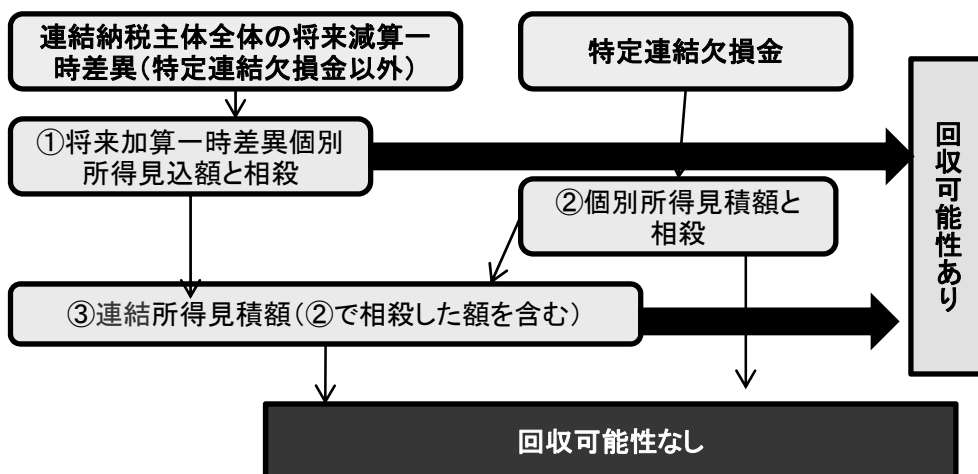 連結納税主体全体の将来減算一
時差異(特定連結欠損金以外)
特定連結欠損金
①将来加算一時差異個別
所得見込額と相殺
②個別所得見積額と
相殺
③連結所得見積額(②で相殺した額を含む)
回収可能性あり
回収可能性なし